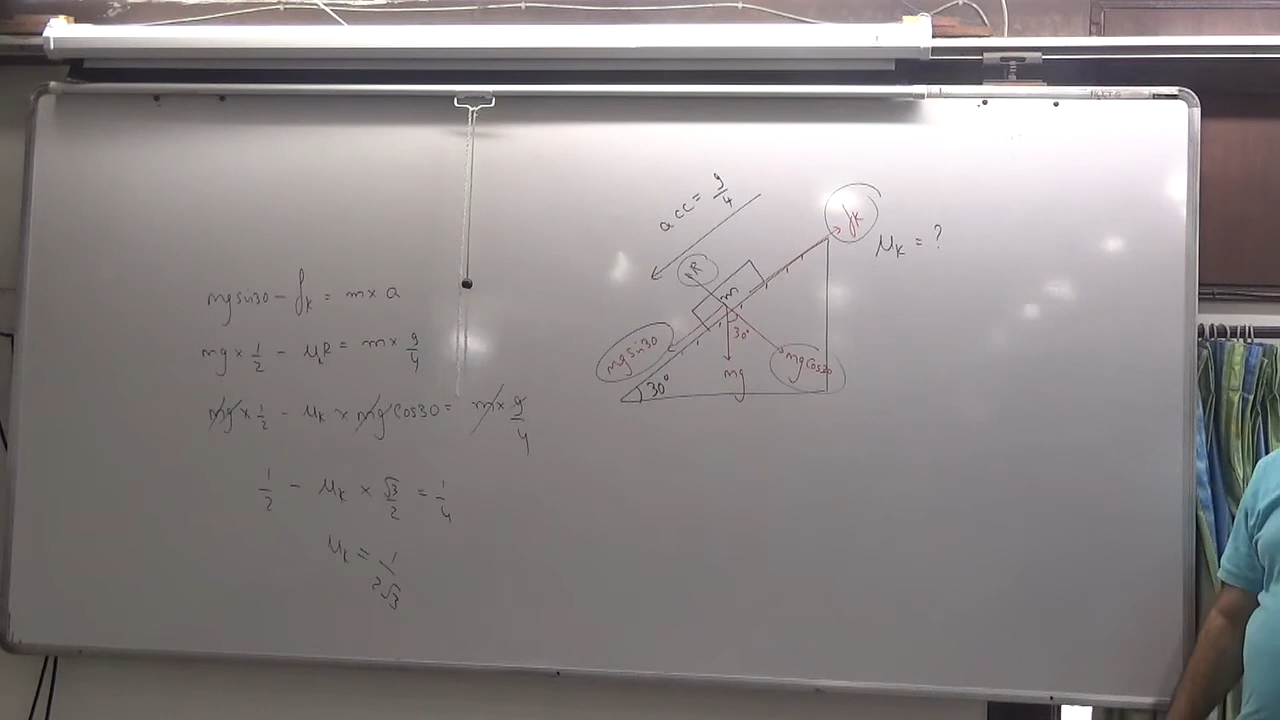 mg sin30 - fk = m x a
mg x 1/2 - μkR = m x g/4
mg x 1/2 - μk x mg cos30 = m x g/4
1/2 - μk x √3/2 = 1/4
μk = 1/2√3
acc = g/4
fk
μk = ?
R
m
mg sin30
30°
mg cos30
mg
30°